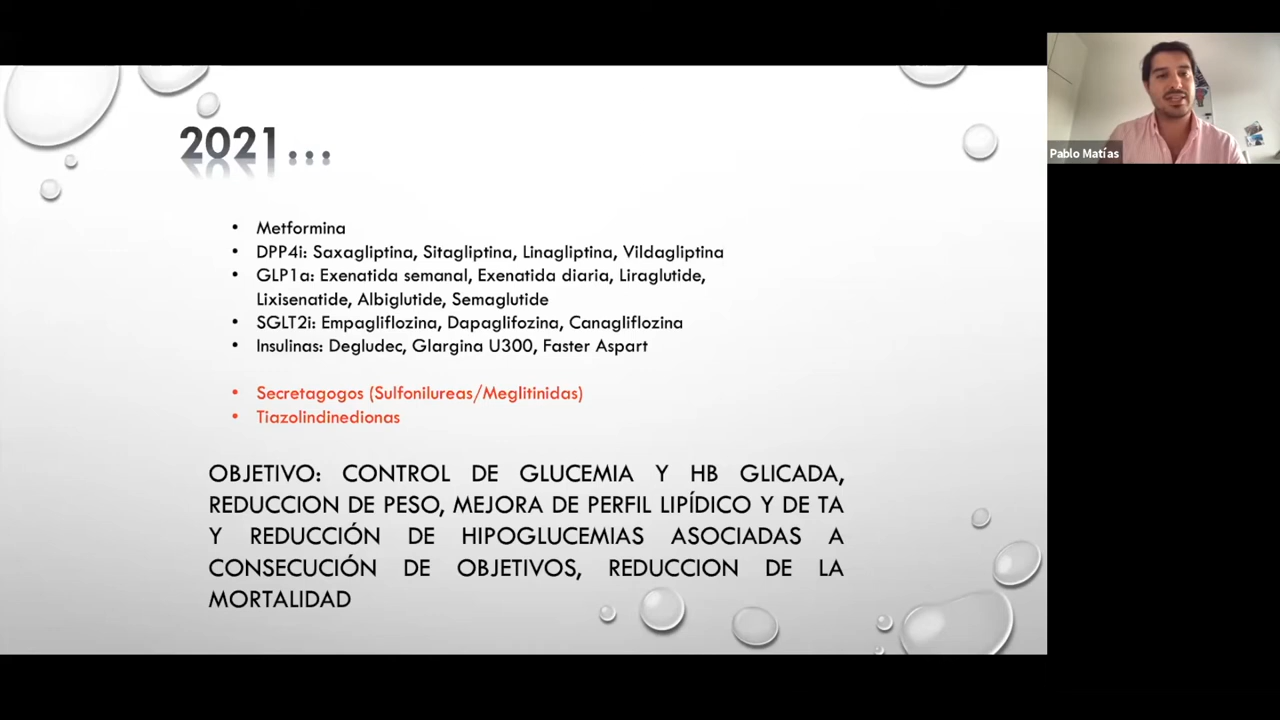 2021...
• Metformina
• DPP4i: Saxagliptina, Sitagliptina, Linagliptina, Vildagliptina
• GLP1a: Exenatida semanal, Exenatida diaria, Liraglutide,
Lixisenatide, Albiglutide, Semaglutide
• SGLT2i: Empagliflozina, Dapaglifozina, Canagliflozina
• Insulinas: Degludec, Glargina U300, Faster Aspart
• Secretagogos (Sulfonilureas/Meglitinidas)
• Tiazolindinedionas
OBJETIVO: CONTROL DE GLUCEMIA Y HB GLICADA,
REDUCCION DE PESO, MEJORA DE PERFIL LIPÍDICO Y DE TA
Y REDUCCIÓN DE HIPOGLUCEMIAS ASOCIADAS A
CONSECUCIÓN DE OBJETIVOS, REDUCCION DE LA
MORTALIDAD
Pablo Matías